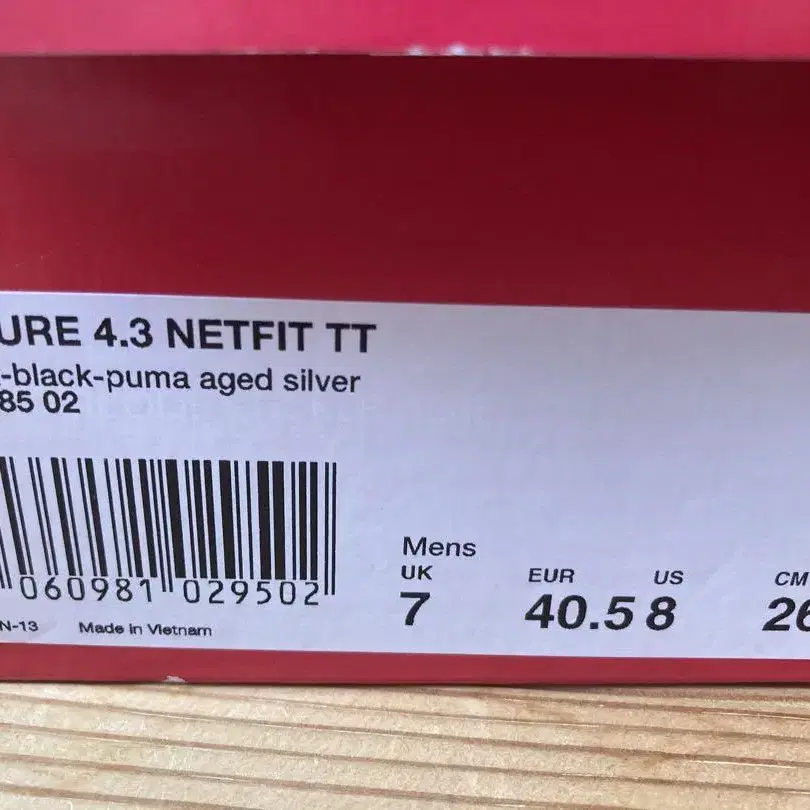 URE 4.3 NETFIT TT
-black-puma aged silver
85 02
060981 029502
N-13 Made in Vietnam
Mens
UK EUR US CM
7 40.5 8 26